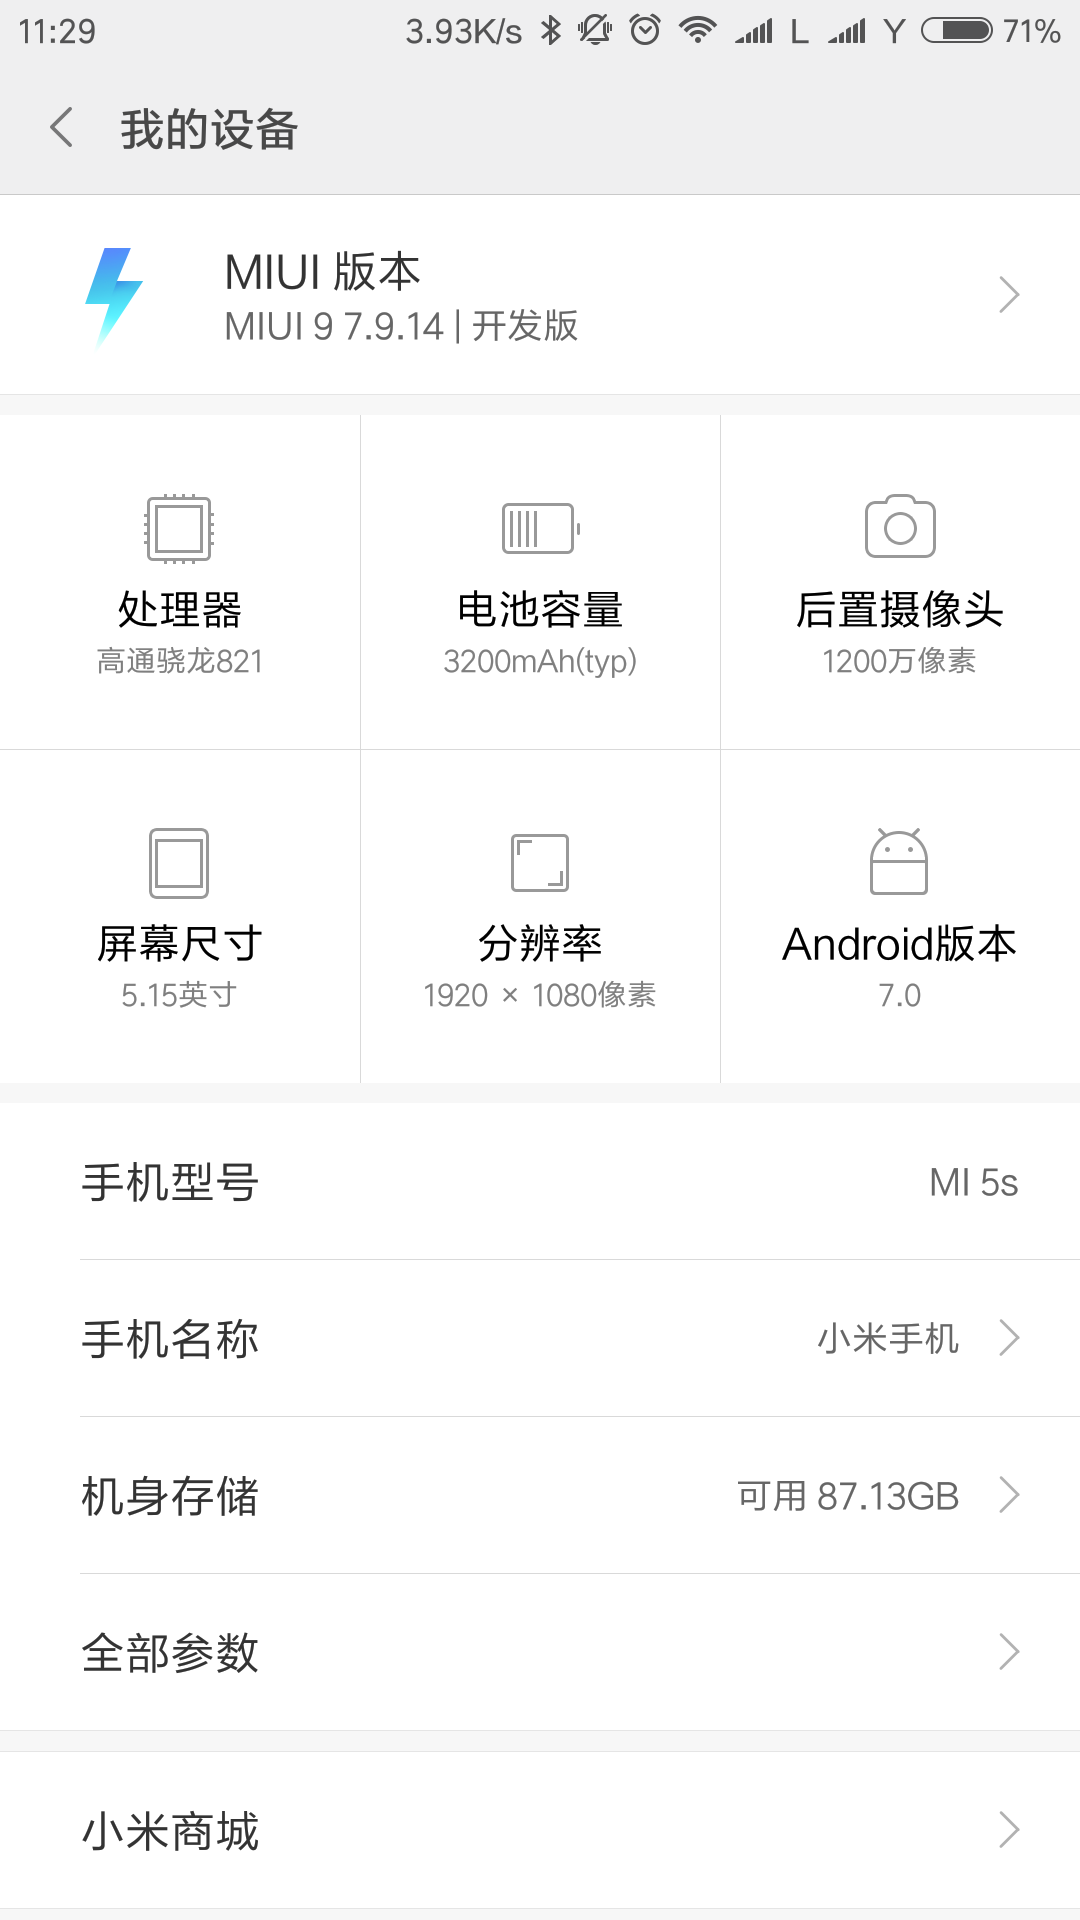 11:29 3.93K/s L Y 71%
我的设备
MIUI 版本
MIUI 9 7.9.14 | 开发版
处理器 电池容量 后置摄像头
高通骁龙821 3200mAh(typ) 1200万像素
屏幕尺寸 分辨率 Android版本
5.15英寸 1920 × 1080像素 7.0
手机型号 MI 5s
手机名称 小米手机
机身存储 可用 87.13GB
全部参数
小米商城